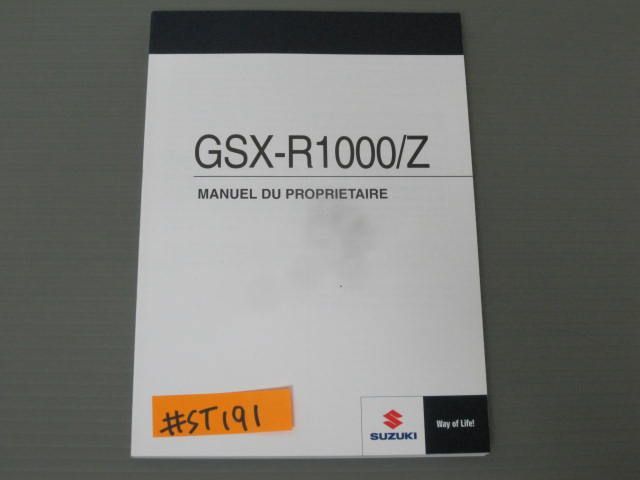 GSX-R1000/Z
MANUEL DU PROPRIETAIRE
#ST191
SUZUKI
Way of Life!